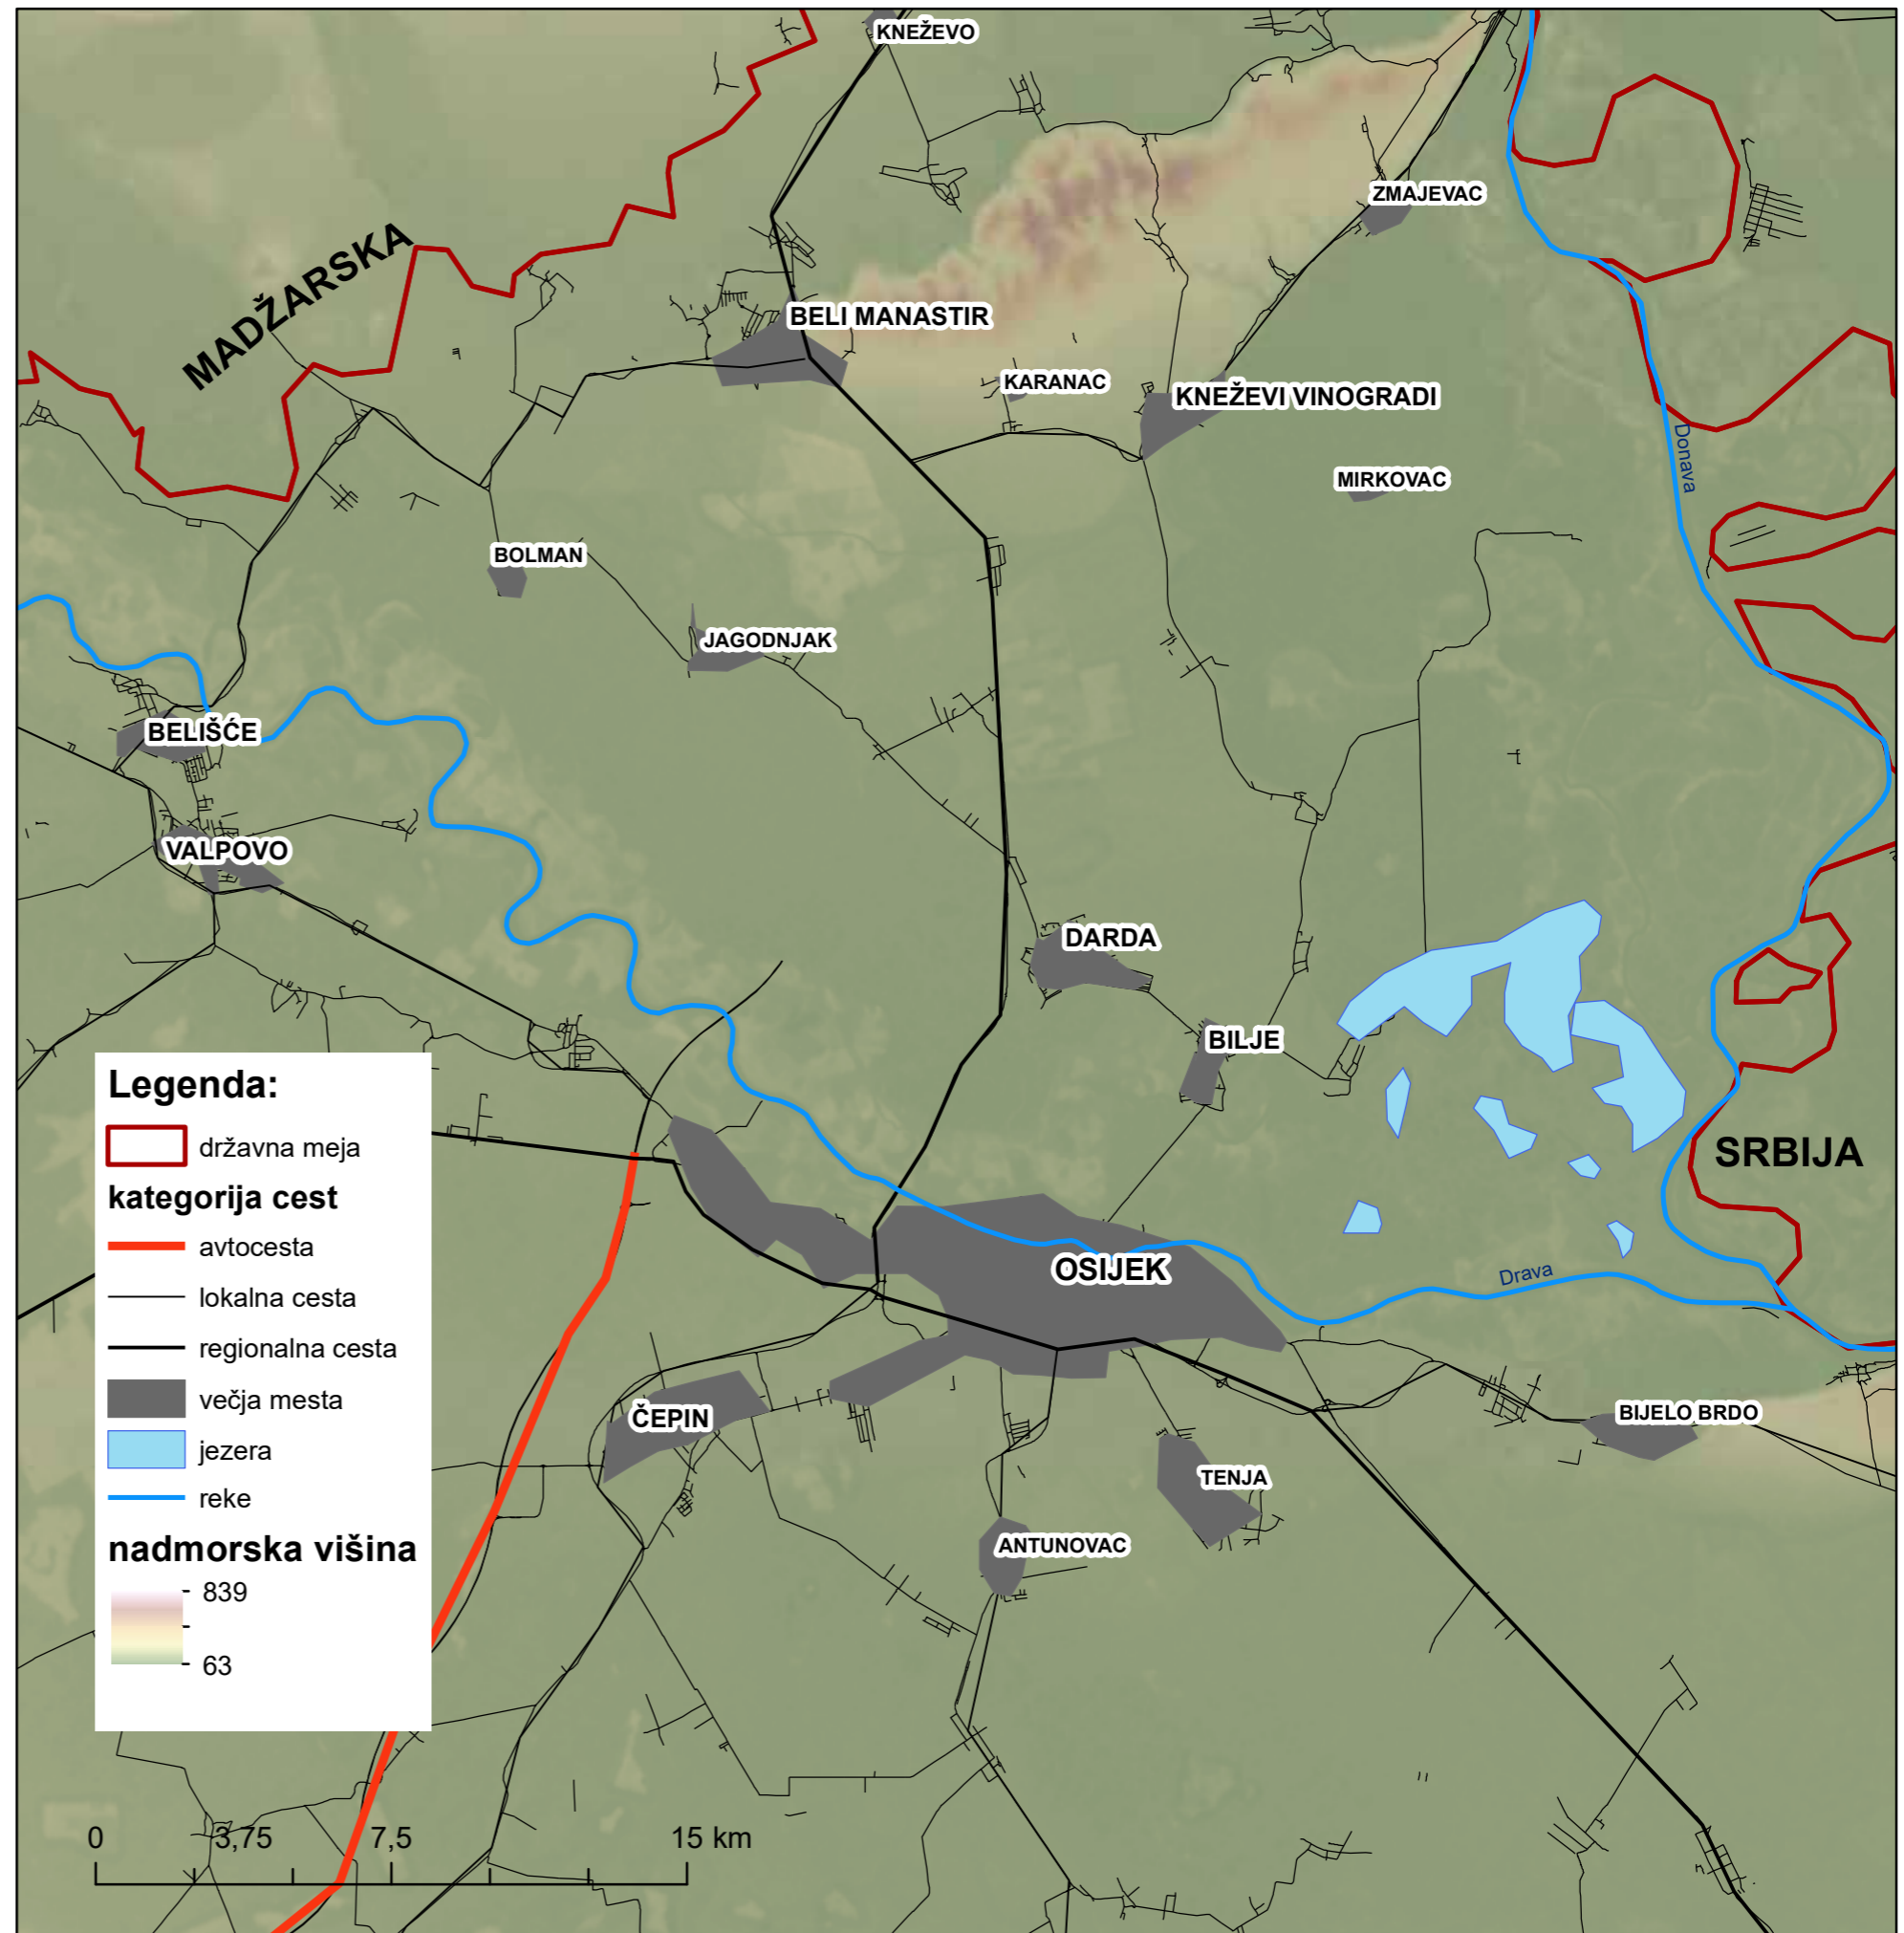 KNEŽEVO
ZMAJEVAC
MADŽARSKA
BELI MANASTIR
KARANAC
KNEŽEVI VINOGRADI
Donava
MIRKOVAC
BOLMAN
JAGODNJAK
BELIŠĆE
VALPOVO
DARDA
BILJE
SRBIJA
OSIJEK
Drava
ČEPIN
BIJELO BRDO
TENJA
ANTUNOVAC
Legenda:
državna meja
kategorija cest
avtocesta
lokalna cesta
regionalna cesta
večja mesta
jezera
reke
nadmorska višina
839
63
0 3,75 7,5 15 km